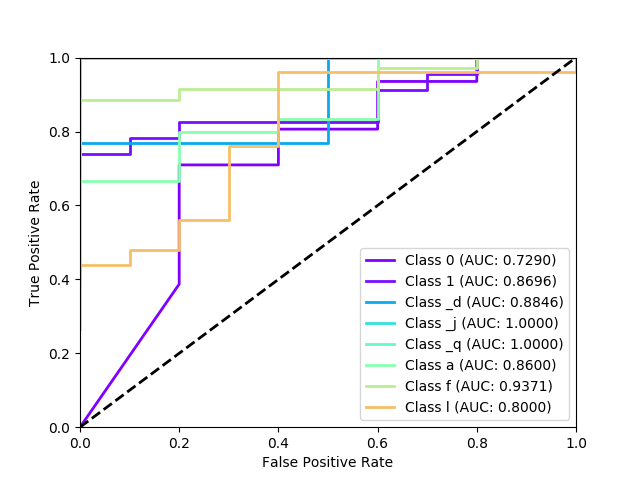 1.0
0.8
0.6
0.4
0.2
0.0
True Positive Rate
0.0 0.2 0.4 0.6 0.8 1.0
False Positive Rate
Class 0 (AUC: 0.7290)
Class 1 (AUC: 0.8696)
Class _d (AUC: 0.8846)
Class _j (AUC: 1.0000)
Class _q (AUC: 1.0000)
Class a (AUC: 0.8600)
Class f (AUC: 0.9371)
Class l (AUC: 0.8000)